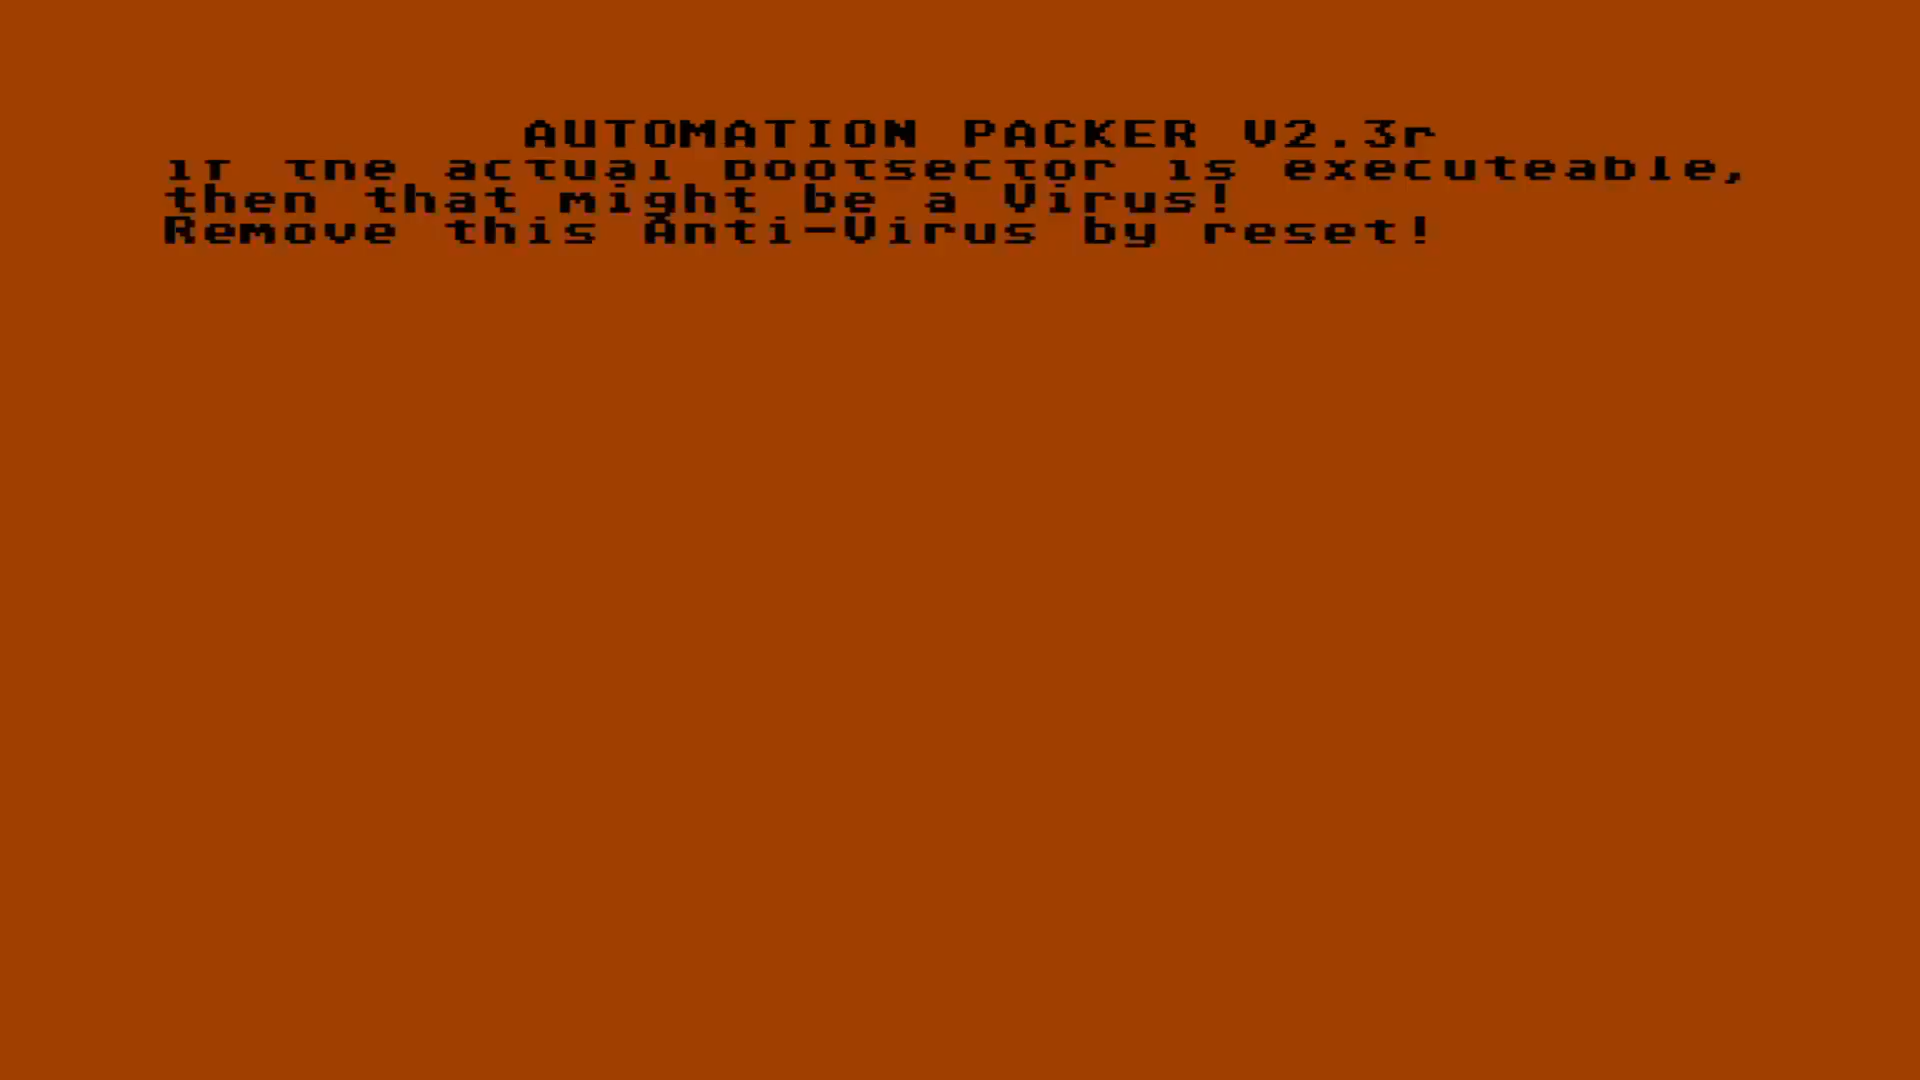 AUTOMATION PACKER V2.3r
If the actual bootsector is executeable,
then that might be a Virus!
Remove this Anti-Virus by reset!